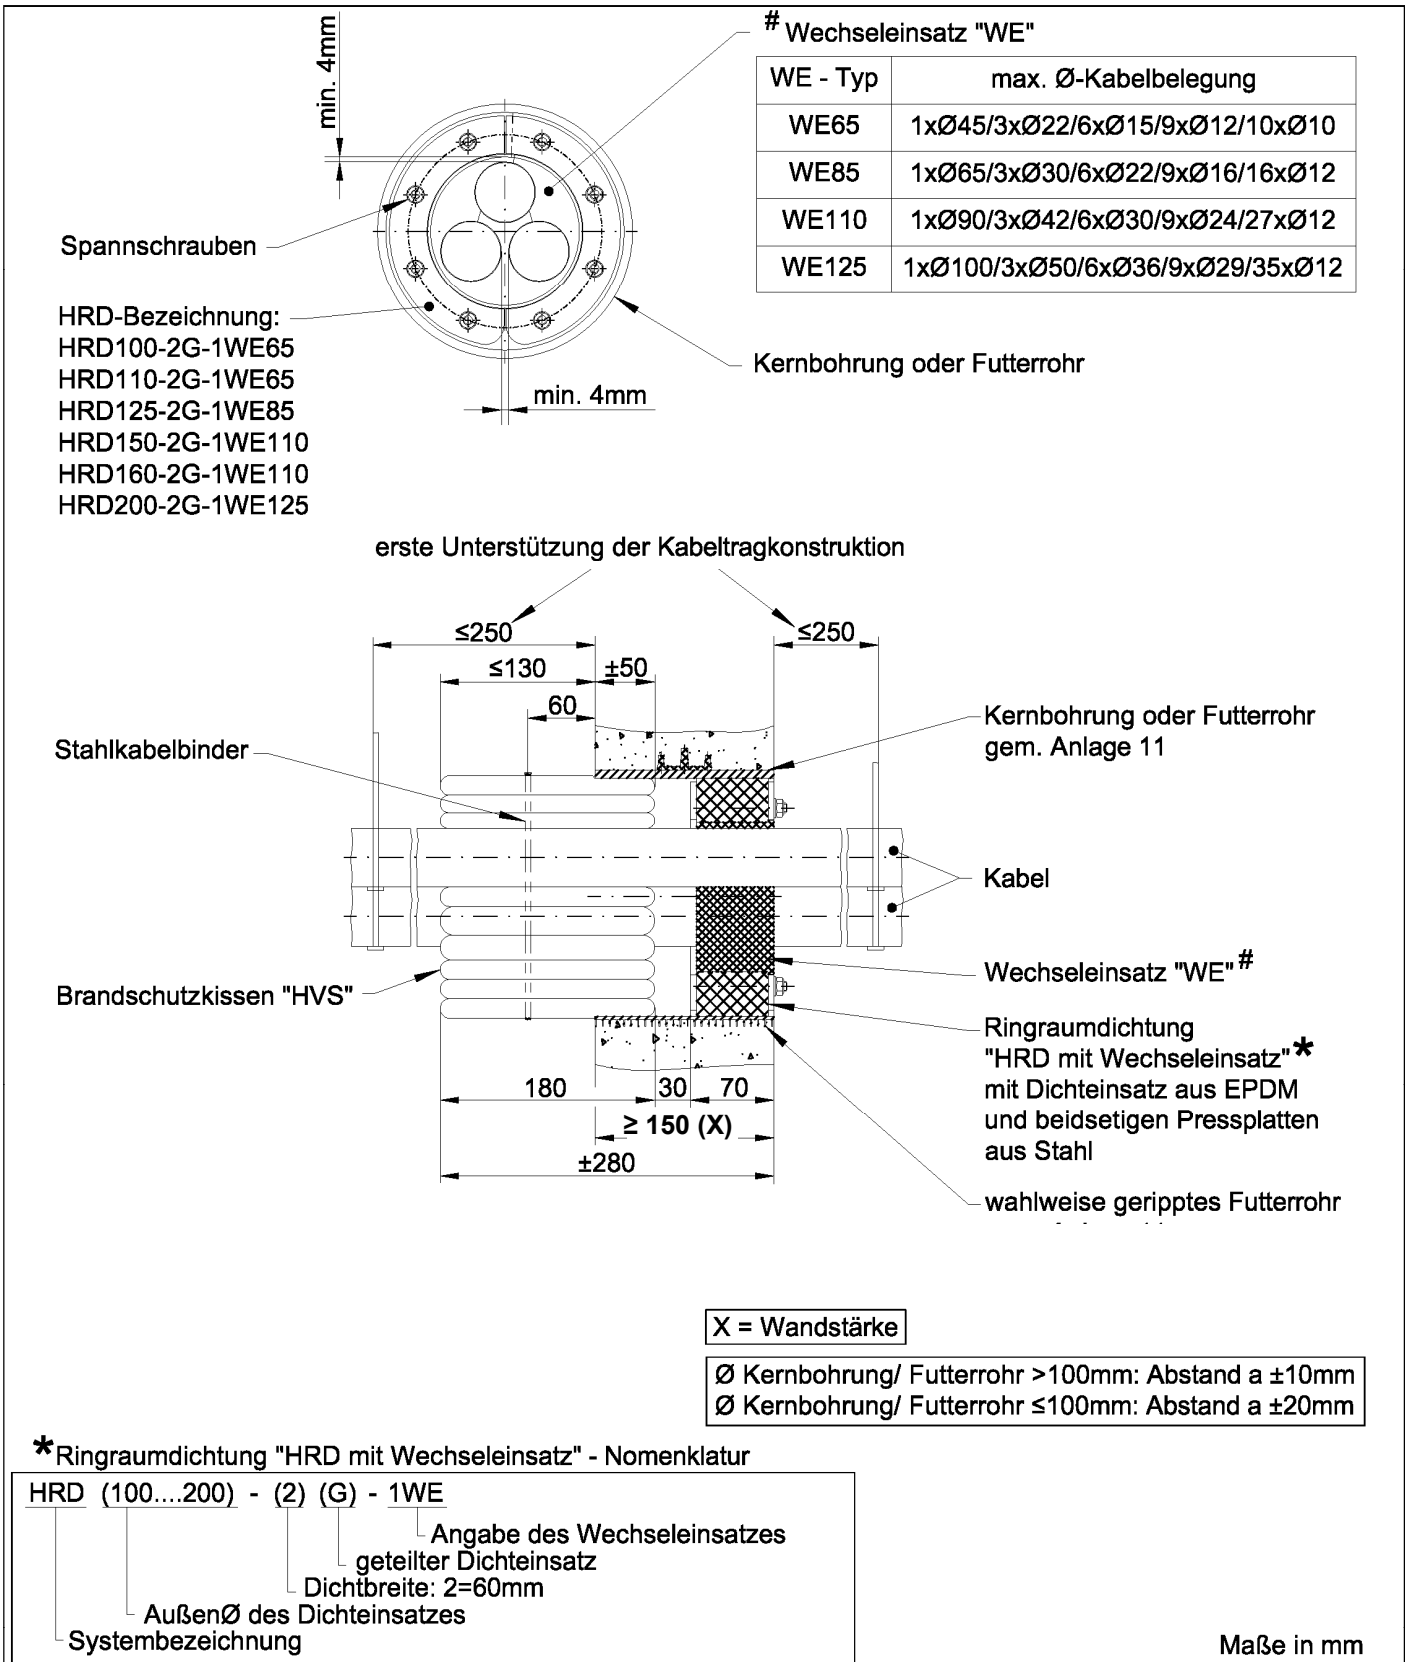 min. 4mm
# Wechseleinsatz "WE"
WE - Typ max. Ø-Kabelbelegung
WE65 1xØ45/3xØ22/6xØ15/9xØ12/10xØ10
WE85 1xØ65/3xØ30/6xØ22/9xØ16/16xØ12
WE110 1xØ90/3xØ42/6xØ30/9xØ24/27xØ12
WE125 1xØ100/3xØ50/6xØ36/9xØ29/35xØ12
Spannschrauben
HRD-Bezeichnung:
HRD100-2G-1WE65
HRD110-2G-1WE65
HRD125-2G-1WE85
HRD150-2G-1WE110
HRD160-2G-1WE110
HRD200-2G-1WE125
Kernbohrung oder Futterrohr
min. 4mm
erste Unterstützung der Kabeltragkonstruktion
≤250 ≤250
≤130 ±50
60
Kernbohrung oder Futterrohr
gem. Anlage 11
Stahlkabelbinder
Kabel
Wechseleinsatz "WE" #
Brandschutzkissen "HVS"
Ringraumdichtung
"HRD mit Wechseleinsatz" *
mit Dichteinsatz aus EPDM
und beidsetigen Pressplatten
aus Stahl
180 30 70
≥ 150 (X)
±280
wahlweise geripptes Futterrohr
X = Wandstärke
Ø Kernbohrung/ Futterrohr >100mm: Abstand a ±10mm
Ø Kernbohrung/ Futterrohr ≤100mm: Abstand a ±20mm
*Ringraumdichtung "HRD mit Wechseleinsatz" - Nomenklatur
HRD (100....200) - (2) (G) - 1WE
Angabe des Wechseleinsatzes
geteilter Dichteinsatz
Dichtbreite: 2=60mm
AußenØ des Dichteinsatzes
Systembezeichnung
Maße in mm